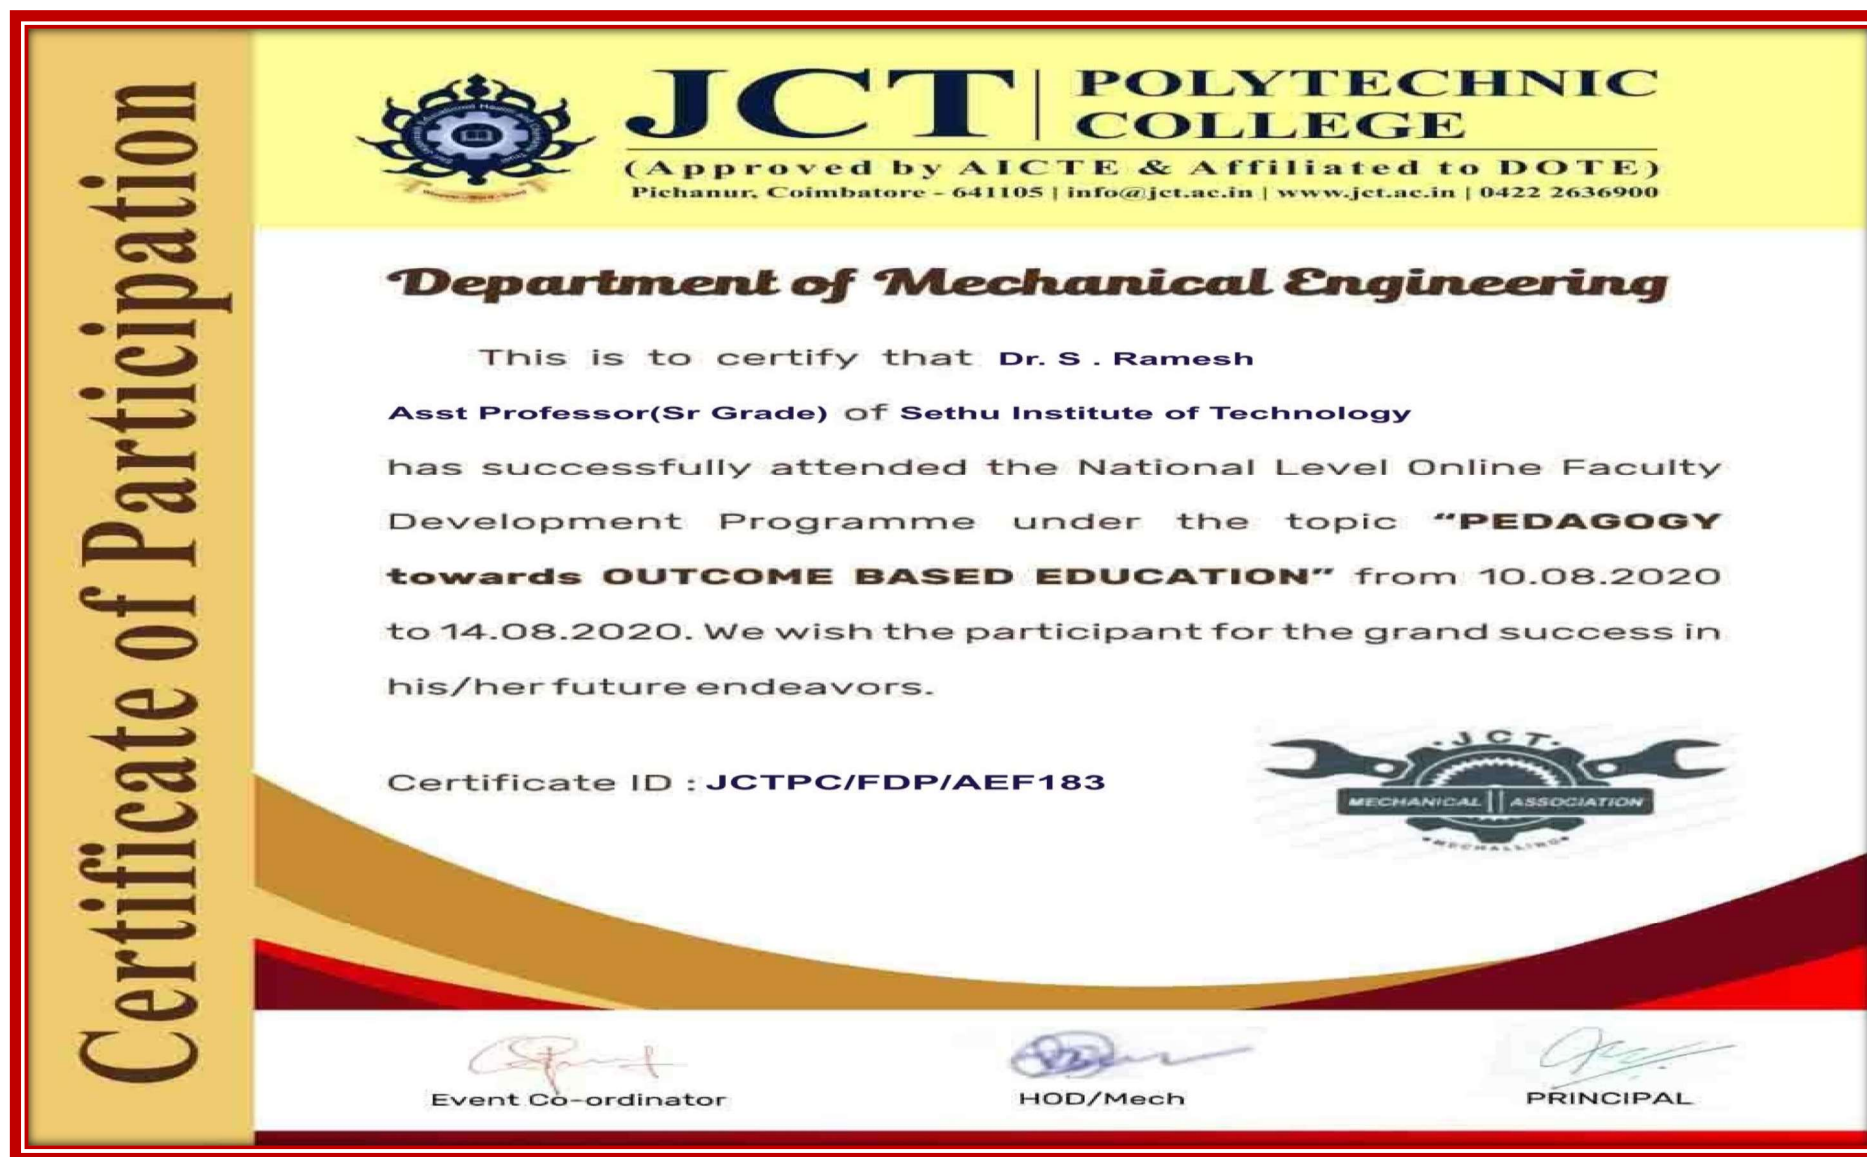 Certificate of Participation
JCT
POLYTECHNIC
COLLEGE
(Approved by AICTE & Affiliated to DOTE)
Pichanur, Coimbatore - 641105 | info@jct.ac.in | www.jct.ac.in | 0422 2636900
Department of Mechanical Engineering
This is to certify that Dr. S . Ramesh
Asst Professor(Sr Grade) of Sethu Institute of Technology
has successfully attended the National Level Online Faculty
Development Programme under the topic “PEDAGOGY
towards OUTCOME BASED EDUCATION” from 10.08.2020
to 14.08.2020. We wish the participant for the grand success in
his/her future endeavors.
Certificate ID : JCTPC/FDP/AEF183
JCT
MECHANICAL ASSOCIATION
Event Co-ordinator
HOD/Mech
PRINCIPAL